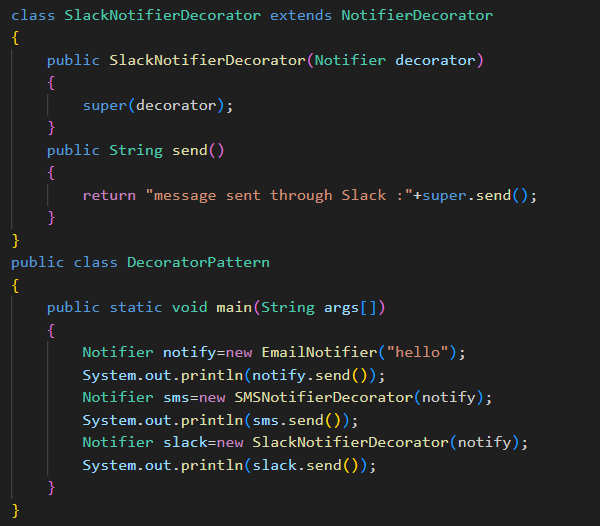 class SlackNotifierDecorator extends NotifierDecorator
{
    public SlackNotifierDecorator(Notifier decorator)
    {
        super(decorator);
    }
    public String send()
    {
        return "message sent through Slack :"+super.send();
    }
}
public class DecoratorPattern
{
    public static void main(String args[])
    {
        Notifier notify=new EmailNotifier("hello");
        System.out.println(notify.send());
        Notifier sms=new SMSNotifierDecorator(notify);
        System.out.println(sms.send());
        Notifier slack=new SlackNotifierDecorator(notify);
        System.out.println(slack.send());
    }
}